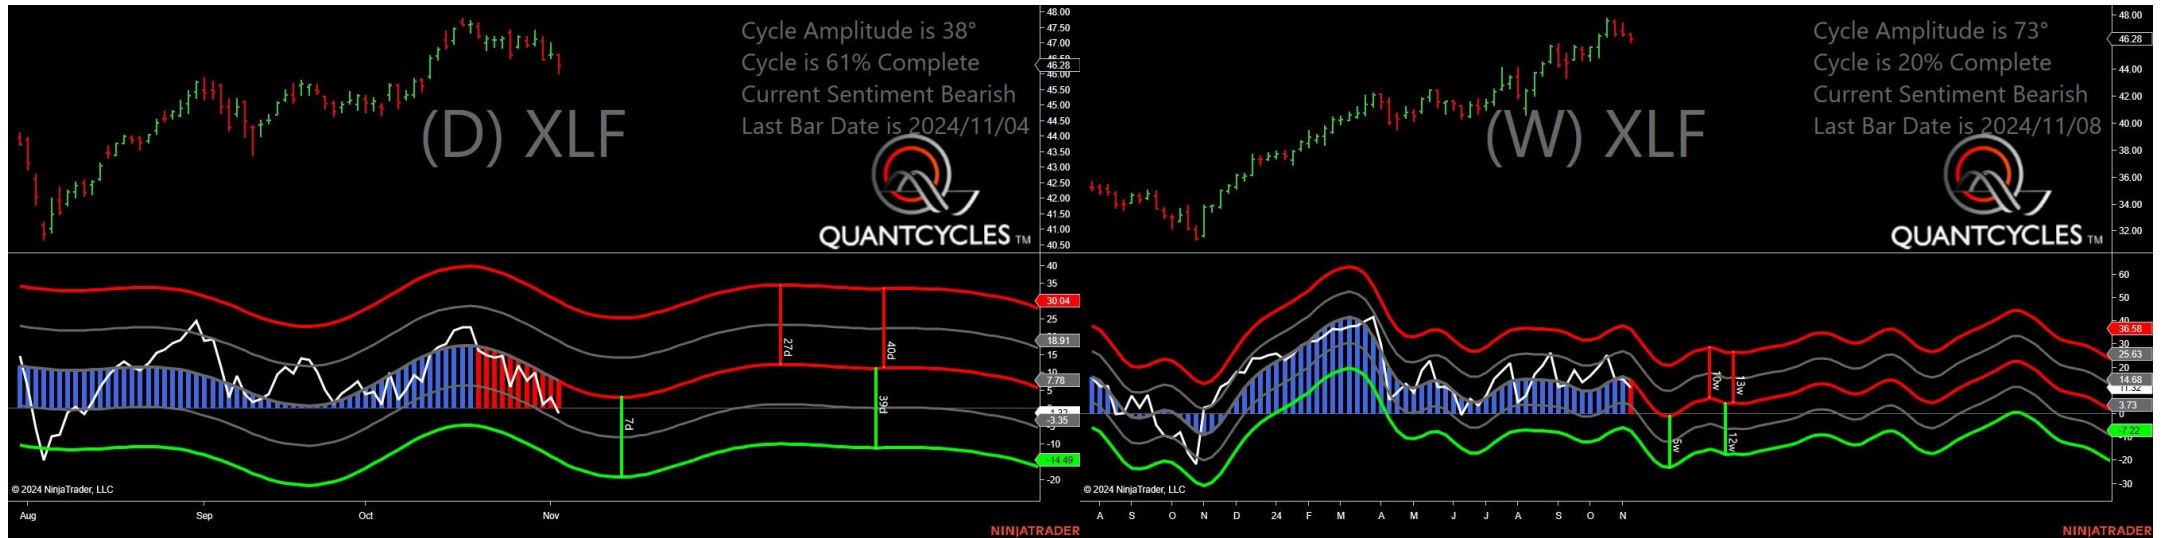 Cycle Amplitude is 38°
Cycle is 61% Complete
Current Sentiment Bearish
Last Bar Date is 2024/11/04
(D) XLF
QUANTCYCLES TM
48.00
47.50
47.00
46.28
46.00
45.50
45.00
44.50
44.00
43.50
43.00
42.50
42.00
41.50
41.00
40.50
40
35
30.04
25
18.91
15
10
7.78
5
-3.35
-10
-14.49
-20
27d
40d
7d
39d
© 2024 NinjaTrader, LLC
Aug Sep Oct Nov
NINJATRADER
Cycle Amplitude is 73°
Cycle is 20% Complete
Current Sentiment Bearish
Last Bar Date is 2024/11/08
(W) XLF
QUANTCYCLES TM
48.00
46.28
44.00
42.00
40.00
38.00
36.00
34.00
32.00
60
50
40
36.58
30
25.63
20
14.68
11.32
3.73
-7.22
-10
-20
-30
10w
13w
5w
12w
© 2024 NinjaTrader, LLC
A S O N D 24 F M A M J J A S O N
NINJATRADER